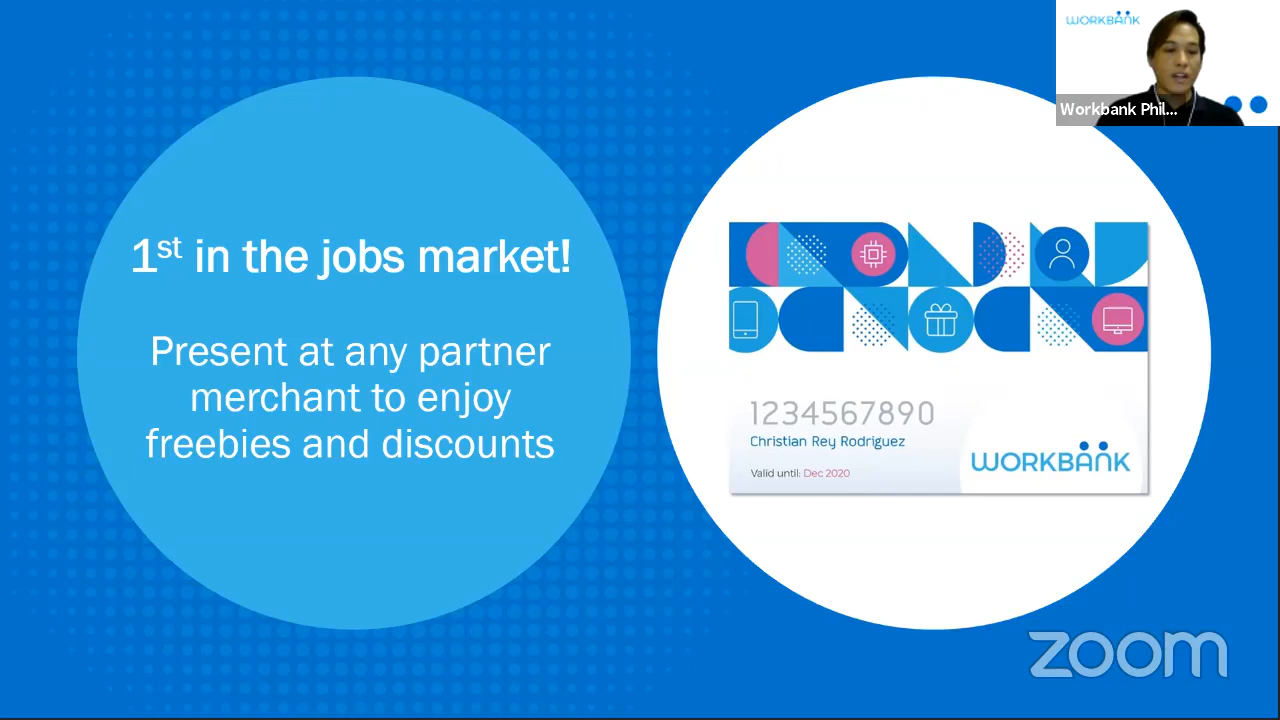 WORKBANK
Workbank Phil...
1st in the jobs market!
Present at any partner
merchant to enjoy
freebies and discounts
1234567890
Christian Rey Rodriguez
Valid until: Dec 2020
WORKBANK
zoom